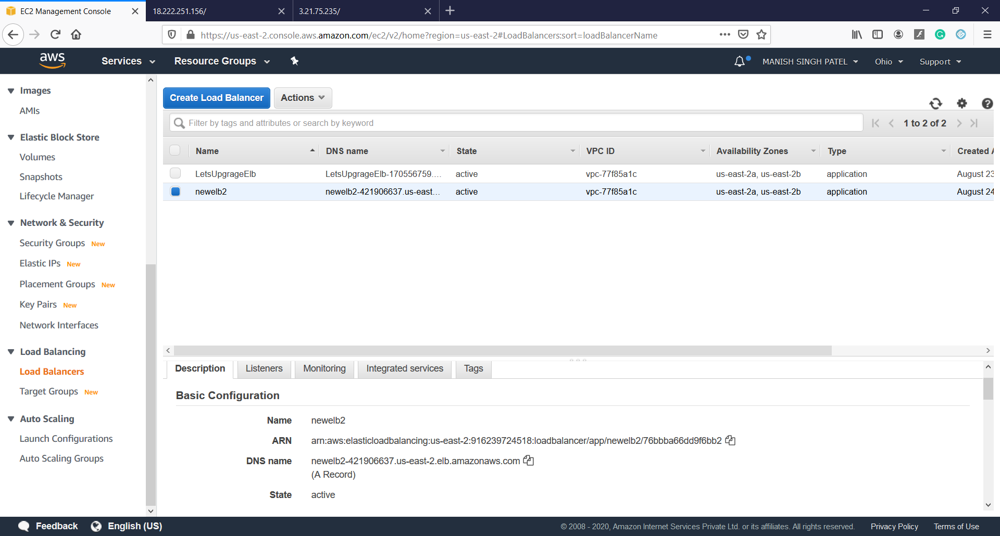 EC2 Management Console
18.222.251.156/
3.21.75.235/
https://us-east-2.console.aws.amazon.com/ec2/v2/home?region=us-east-2#LoadBalancers:sort=loadBalancerName
aws
Services
Resource Groups
MANISH SINGH PATEL
Ohio
Support
Images
AMIs
Elastic Block Store
Volumes
Snapshots
Lifecycle Manager
Network & Security
Security Groups New
Elastic IPs New
Placement Groups New
Key Pairs New
Network Interfaces
Load Balancing
Load Balancers
Target Groups New
Auto Scaling
Launch Configurations
Auto Scaling Groups
Create Load Balancer
Actions
Filter by tags and attributes or search by keyword
1 to 2 of 2
Name DNS name State VPC ID Availability Zones Type Created A
LetsUpgrageElb LetsUpgrageElb-170556759.... active vpc-77f85a1c us-east-2a, us-east-2b application August 23
newelb2 newelb2-421906637.us-east... active vpc-77f85a1c us-east-2a, us-east-2b application August 24
Description
Listeners
Monitoring
Integrated services
Tags
Basic Configuration
Name newelb2
ARN arn:aws:elasticloadbalancing:us-east-2:916239724518:loadbalancer/app/newelb2/76bbba66dd9f6bb2
DNS name newelb2-421906637.us-east-2.elb.amazonaws.com
(A Record)
State active
Feedback
English (US)
© 2008 - 2020, Amazon Internet Services Private Ltd. or its affiliates. All rights reserved.
Privacy Policy
Terms of Use